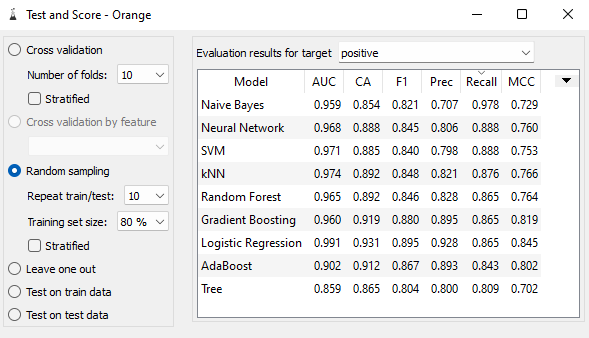 Test and Score - Orange
Cross validation
Number of folds: 10
Stratified
Cross validation by feature
Random sampling
Repeat train/test: 10
Training set size: 80 %
Stratified
Leave one out
Test on train data
Test on test data
Evaluation results for target positive
Model AUC CA F1 Prec Recall MCC
Naive Bayes 0.959 0.854 0.821 0.707 0.978 0.729
Neural Network 0.968 0.888 0.845 0.806 0.888 0.760
SVM 0.971 0.885 0.840 0.798 0.888 0.753
kNN 0.974 0.892 0.848 0.821 0.876 0.766
Random Forest 0.965 0.892 0.846 0.828 0.865 0.764
Gradient Boosting 0.960 0.919 0.880 0.895 0.865 0.819
Logistic Regression 0.991 0.931 0.895 0.928 0.865 0.845
AdaBoost 0.902 0.912 0.867 0.893 0.843 0.802
Tree 0.859 0.865 0.804 0.800 0.809 0.702